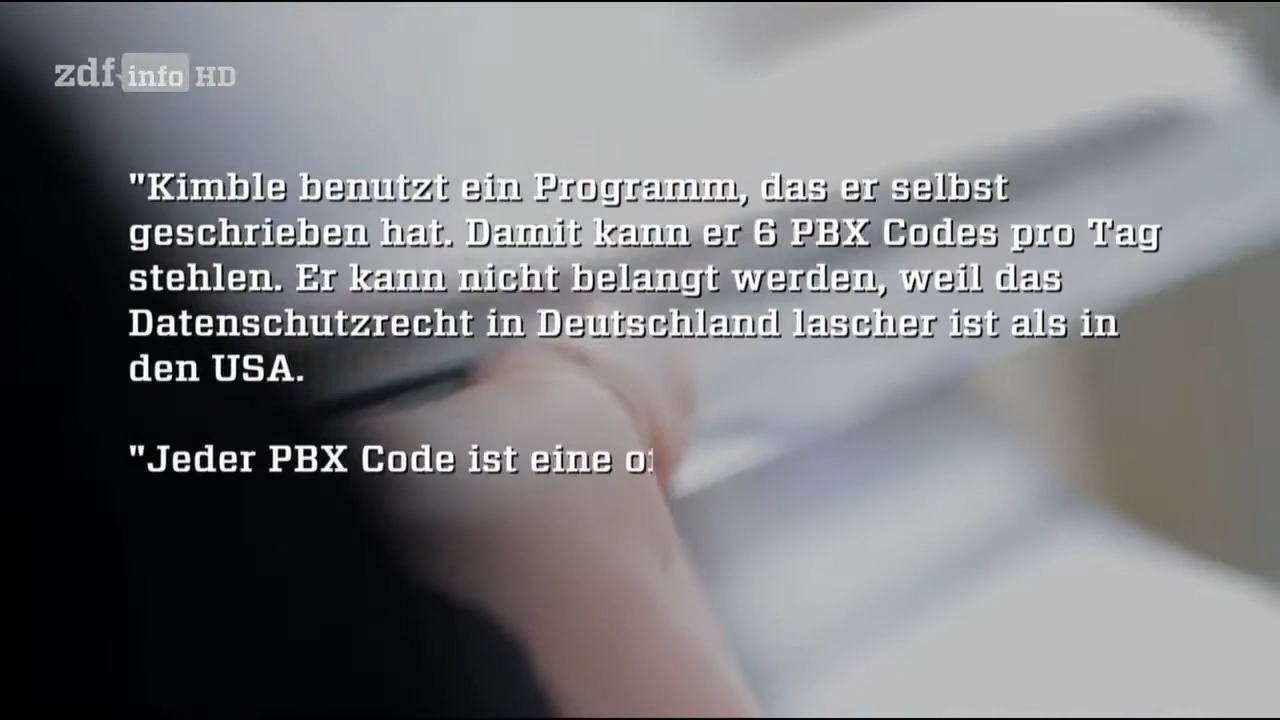 zdf info HD
"Kimble benutzt ein Programm, das er selbst
geschrieben hat. Damit kann er 6 PBX Codes pro Tag
stehlen. Er kann nicht belangt werden, weil das
Datenschutzrecht in Deutschland lascher ist als in
den USA.
"Jeder PBX Code ist eine